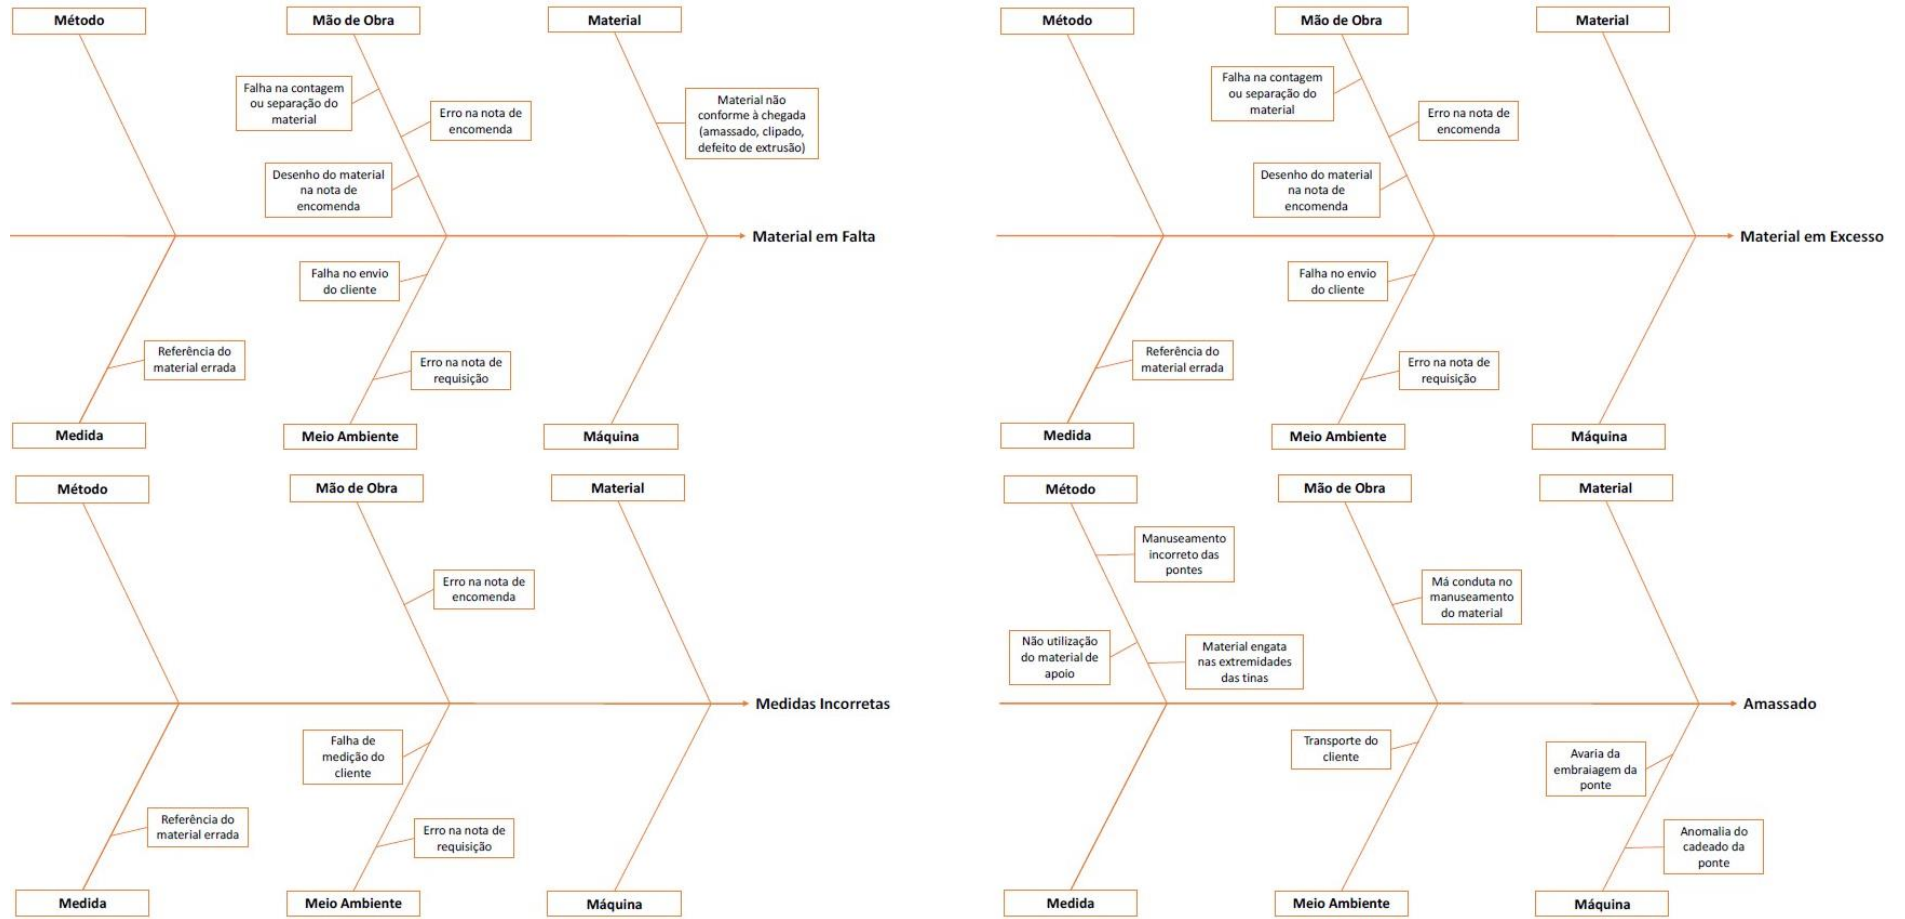 Método
Mão de Obra
Material
Falha na contagem
ou separação do
material
Erro na nota de
encomenda
Material não
conforme à chegada
(amassado, clipado,
defeito de extrusão)
Desenho do material
na nota de
encomenda
Material em Falta
Falha no envio
do cliente
Referência do
material errada
Erro na nota de
requisição
Medida
Meio Ambiente
Máquina
Método
Mão de Obra
Material
Falha na contagem
ou separação do
material
Erro na nota de
encomenda
Desenho do material
na nota de
encomenda
Material em Excesso
Falha no envio
do cliente
Referência do
material errada
Erro na nota de
requisição
Medida
Meio Ambiente
Máquina
Método
Mão de Obra
Material
Erro na nota de
encomenda
Medidas Incorretas
Falha de
medição do
cliente
Referência do
material errada
Erro na nota de
requisição
Medida
Meio Ambiente
Máquina
Método
Mão de Obra
Material
Manuseamento
incorreto das
pontes
Má conduta no
manuseamento
do material
Não utilização
do material de
apoio
Material engata
nas extremidades
das tinas
Amassado
Transporte do
cliente
Avaria da
embraiagem da
ponte
Anomalia do
cadeado da
ponte
Medida
Meio Ambiente
Máquina